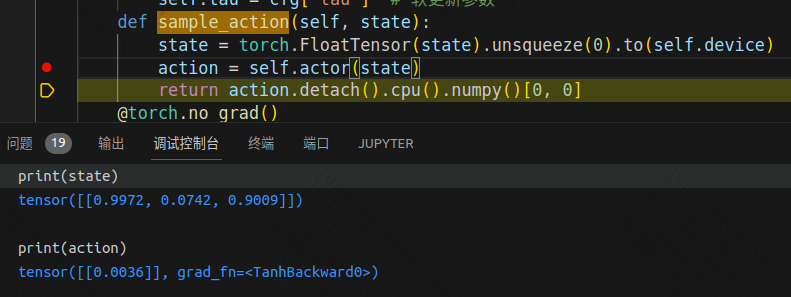 self.tau = cfg["tau"] # 软更新参数
def sample_action(self, state):
state = torch.FloatTensor(state).unsqueeze(0).to(self.device)
action = self.actor(state)
return action.detach().cpu().numpy()[0, 0]
@torch.no_grad()
问题 19 输出 调试控制台 终端 端口 JUPYTER
print(state)
tensor([[0.9972, 0.0742, 0.9009]])
print(action)
tensor([[0.0036]], grad_fn=<TanhBackward0>)